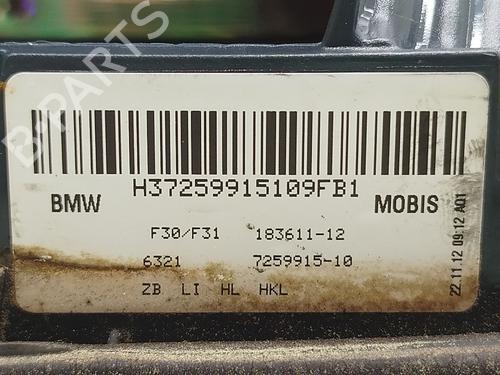 H37259915109FB1
BMW
MOBIS
F30/F31 183611-12
6321 7259915-10
ZB LI HL HKL
22.11.12 09:12 A01
B-PARTS